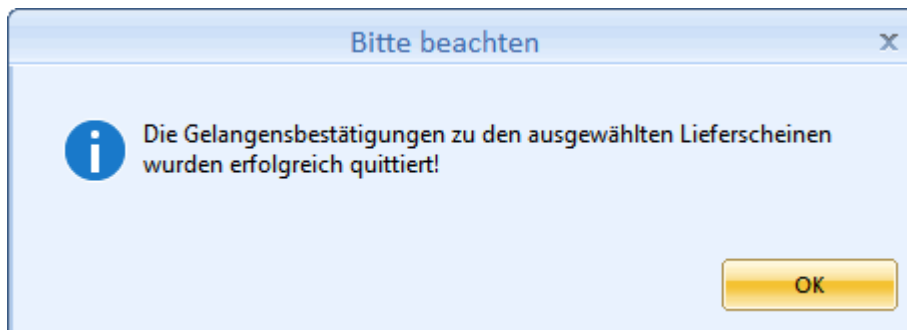 Bitte beachten
Die Gelangensbestätigungen zu den ausgewählten Lieferscheinen
wurden erfolgreich quittiert!
OK